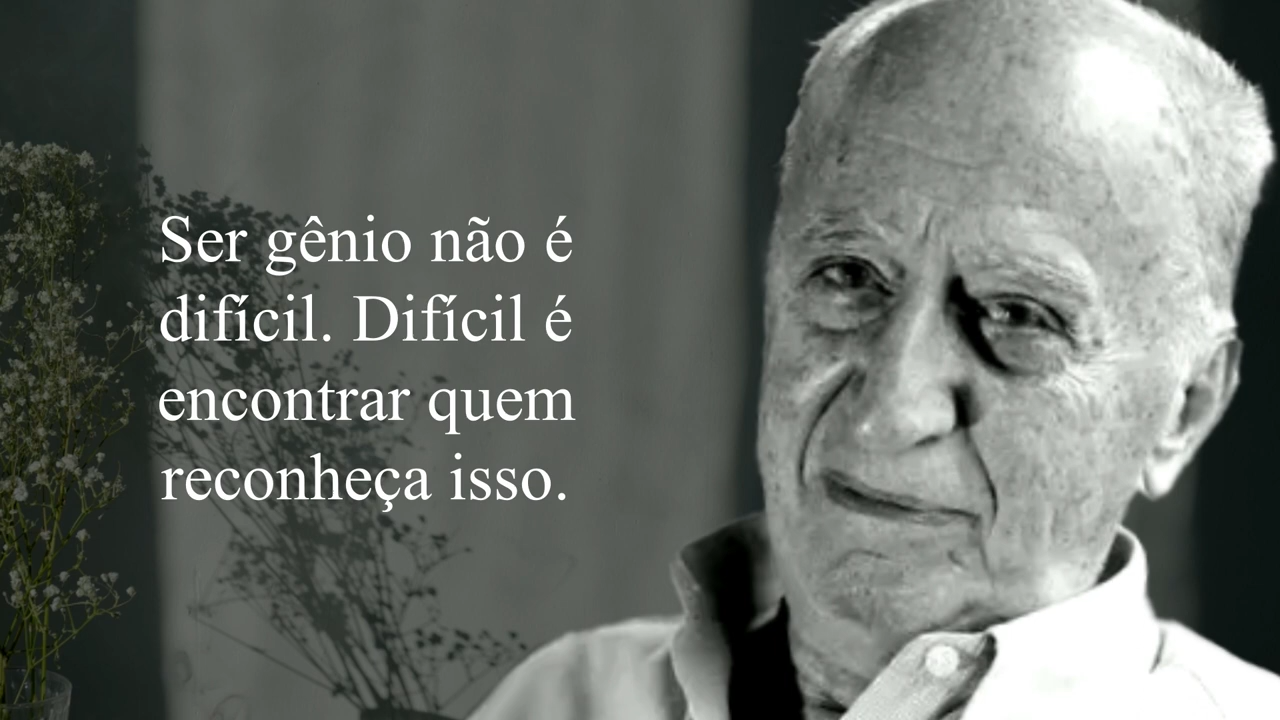 Ser gênio não é
difícil. Difícil é
encontrar quem
reconheça isso.